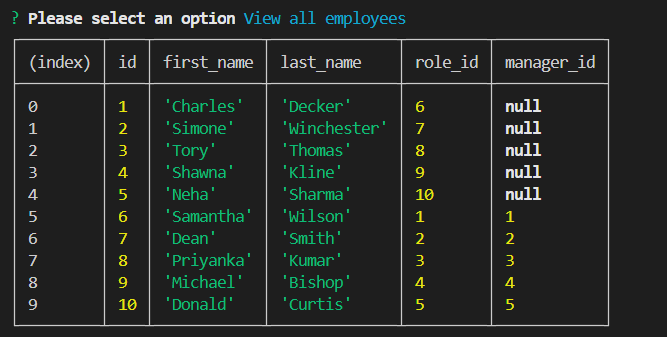 ? Please select an option View all employees
(index) id first_name last_name role_id manager_id
0 1 'Charles' 'Decker' 6 null
1 2 'Simone' 'Winchester' 7 null
2 3 'Tory' 'Thomas' 8 null
3 4 'Shawna' 'Kline' 9 null
4 5 'Neha' 'Sharma' 10 null
5 6 'Samantha' 'Wilson' 1 1
6 7 'Dean' 'Smith' 2 2
7 8 'Priyanka' 'Kumar' 3 3
8 9 'Michael' 'Bishop' 4 4
9 10 'Donald' 'Curtis' 5 5